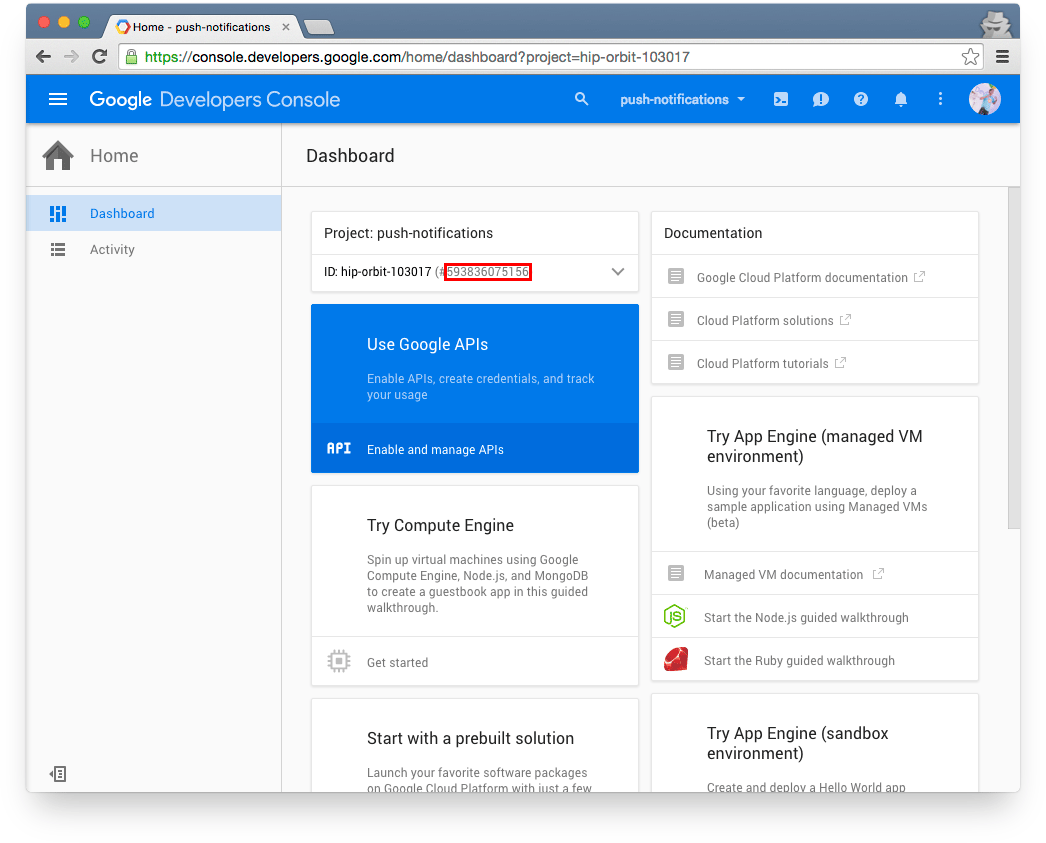 Home - push-notifications
https://console.developers.google.com/home/dashboard?project=hip-orbit-103017
Google Developers Console
push-notifications
Home
Dashboard
Activity
Dashboard
Project: push-notifications
ID: hip-orbit-103017 (#593836075156
Use Google APIs
Enable APIs, create credentials, and track
your usage
API
Enable and manage APIs
Try Compute Engine
Spin up virtual machines using Google
Compute Engine, Node.js, and MongoDB
to create a guestbook app in this guided
walkthrough.
Get started
Start with a prebuilt solution
Launch your favorite software packages
on Google Cloud Platform with just a few
Documentation
Google Cloud Platform documentation
Cloud Platform solutions
Cloud Platform tutorials
Try App Engine (managed VM
environment)
Using your favorite language, deploy a
sample application using Managed VMs
(beta)
Managed VM documentation
JS
Start the Node.js guided walkthrough
Start the Ruby guided walkthrough
Try App Engine (sandbox
environment)
Create and deploy a Hello World app